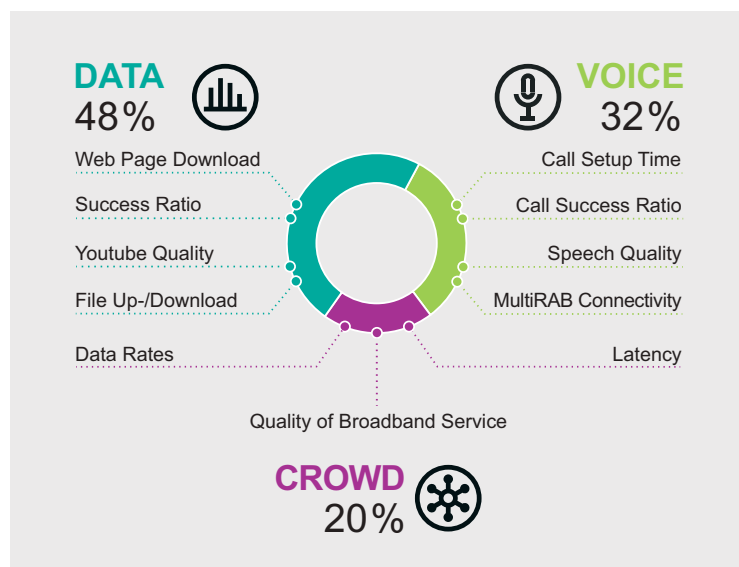 DATA
48%
VOICE
32%
Web Page Download
Success Ratio
Youtube Quality
File Up-/Download
Data Rates
Call Setup Time
Call Success Ratio
Speech Quality
MultiRAB Connectivity
Latency
Quality of Broadband Service
CROWD
20%